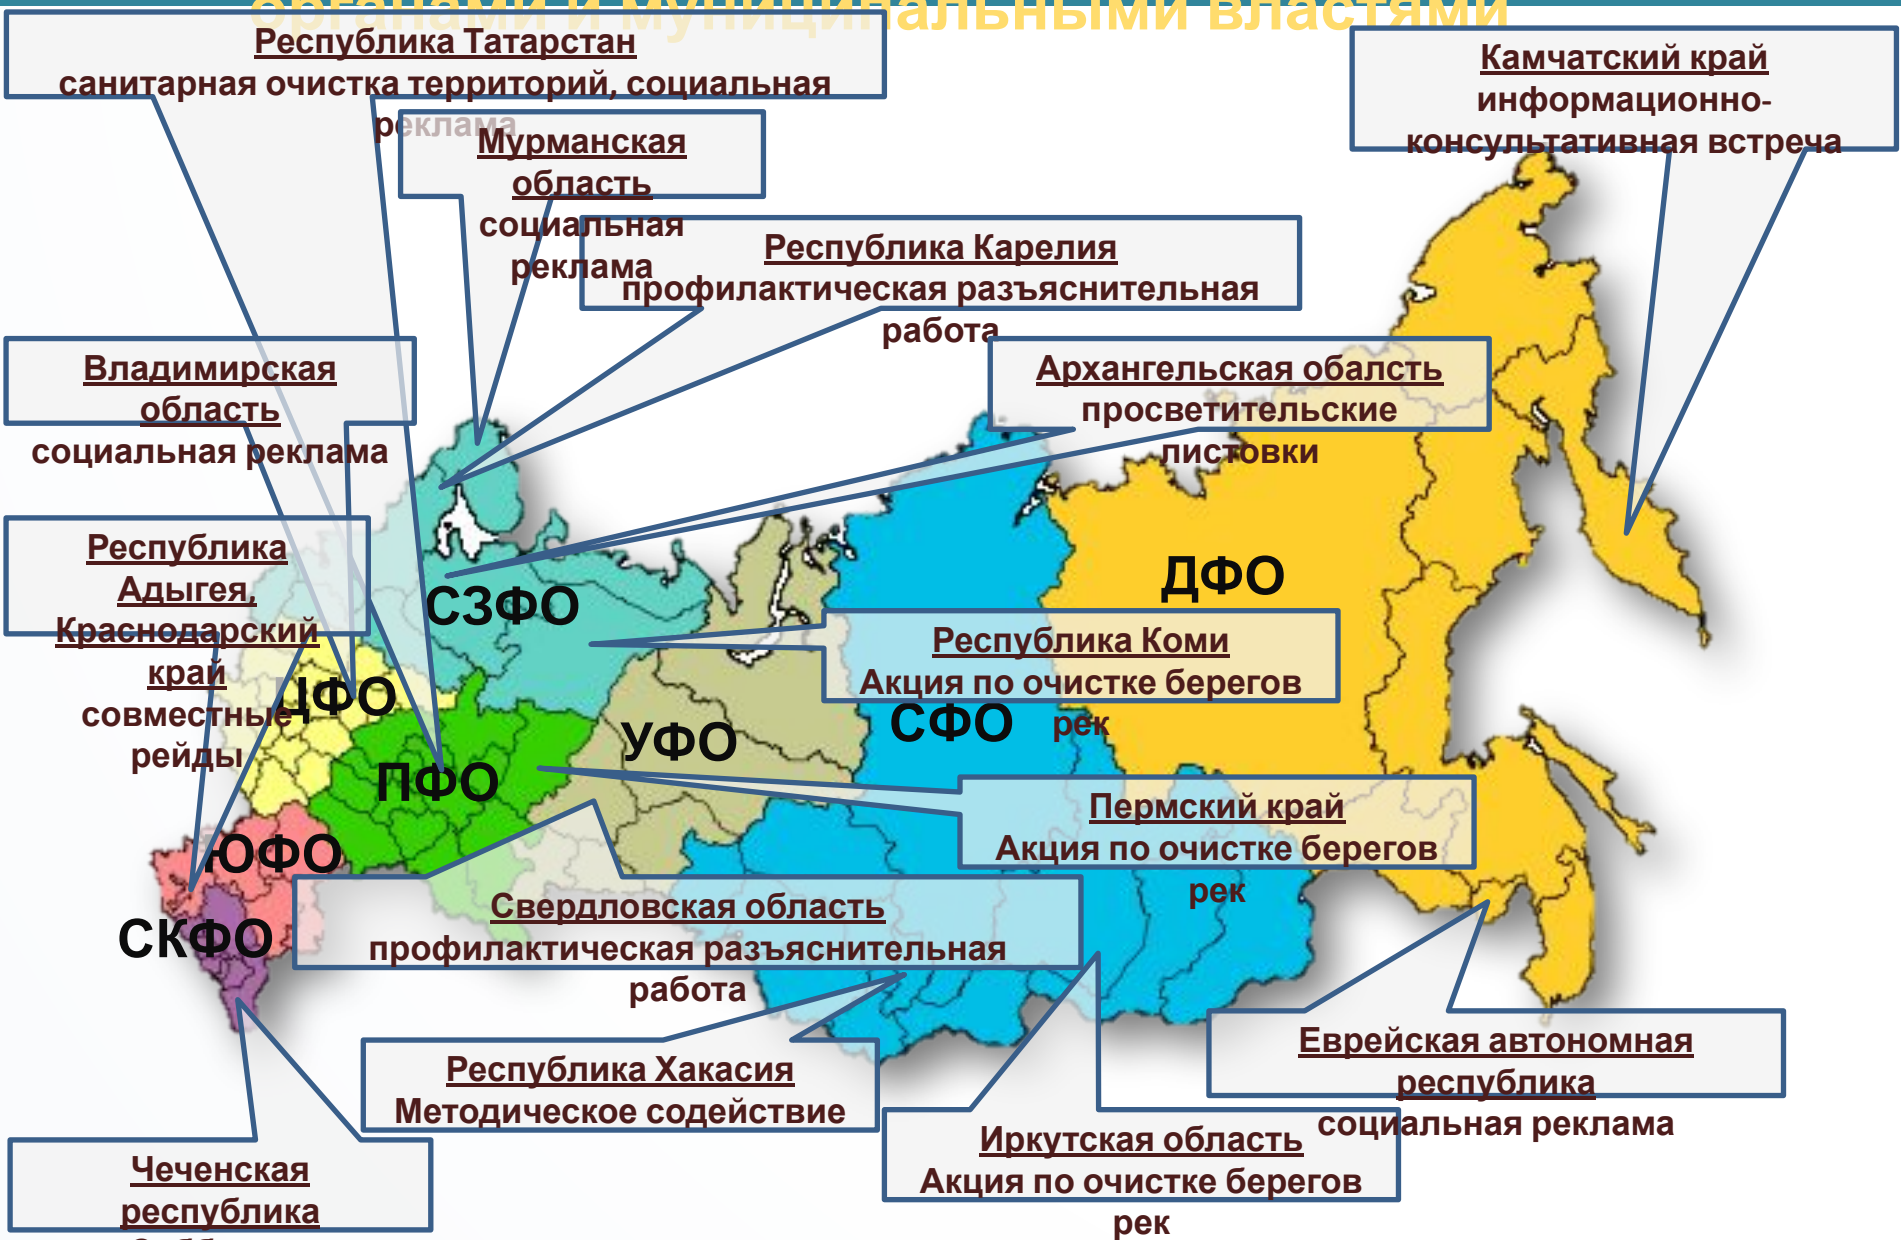 органами и муниципальными властями
Республика Татарстан
санитарная очистка территорий, социальная
реклама
Камчатский край
информационно-
консультативная встреча
Мурманская
область
социальная
реклама
Республика Карелия
профилактическая разъяснительная
работа
Владимирская
область
социальная реклама
Архангельская обалсть
просветительские
листовки
Республика
Адыгея,
Краснодарский
край
совместные
рейды
СЗФО
ДФО
Республика Коми
Акция по очистке берегов
рек
ЦФО
УФО
СФО
ПФО
Пермский край
Акция по очистке берегов
рек
ЮФО
СКФО
Свердловская область
профилактическая разъяснительная
работа
Республика Хакасия
Методическое содействие
Еврейская автономная
республика
социальная реклама
Иркутская область
Акция по очистке берегов
рек
Чеченская
республика